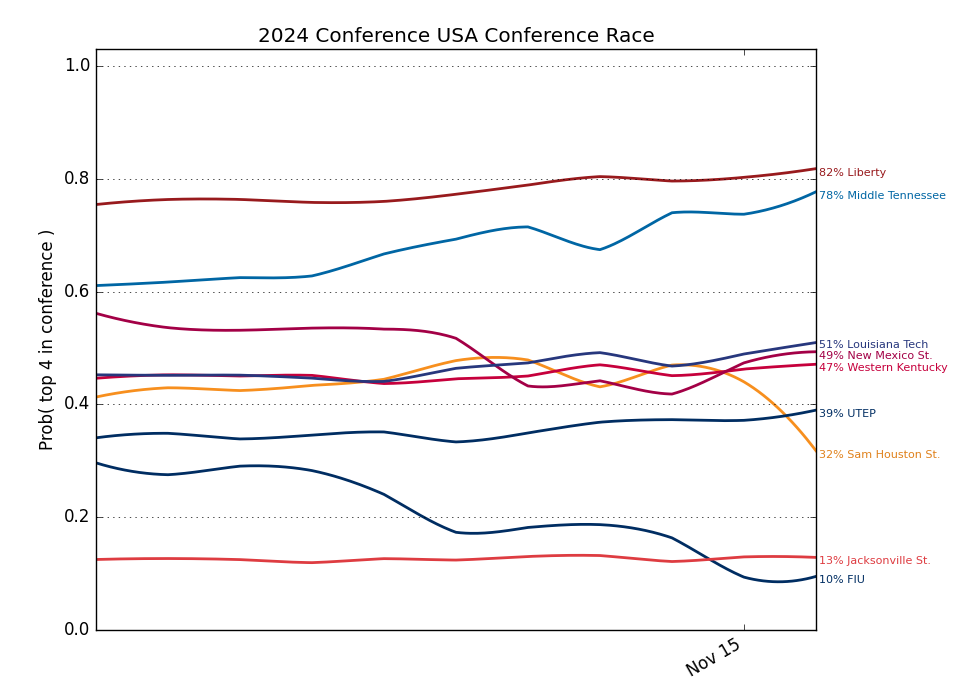 2024 Conference USA Conference Race
Prob( top 4 in conference )
1.0
0.8
0.6
0.4
0.2
0.0
82% Liberty
78% Middle Tennessee
51% Louisiana Tech
49% New Mexico St.
47% Western Kentucky
39% UTEP
32% Sam Houston St.
13% Jacksonville St.
10% FIU
Nov 15